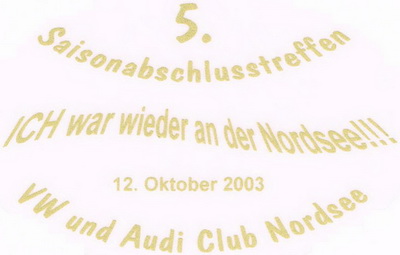 5.
Saisonabschlusstreffen
ICH war wieder an der Nordsee!!!
12. Oktober 2003
VW und Audi Club Nordsee